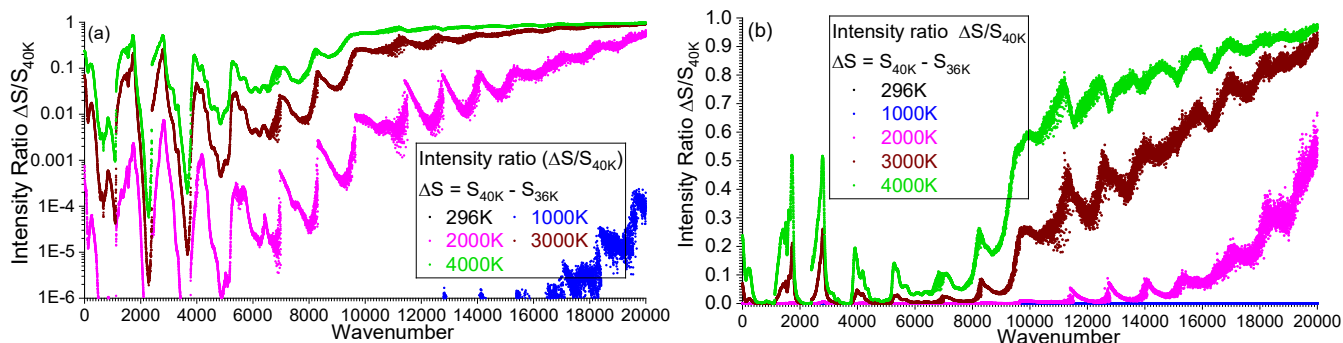 (a)
Intensity Ratio ΔS/S40K
1
0.1
0.01
0.001
1E-4
1E-5
1E-6
Intensity ratio (ΔS/S40K)
ΔS = S40K - S36K
296K 1000K
2000K 3000K
4000K
0 2000 4000 6000 8000 10000 12000 14000 16000 18000 20000
Wavenumber
(b)
Intensity Ratio ΔS/S40K
1.0
0.9
0.8
0.7
0.6
0.5
0.4
0.3
0.2
0.1
0.0
Intensity ratio ΔS/S40K
ΔS = S40K - S36K
296K
1000K
2000K
3000K
4000K
0 2000 4000 6000 8000 10000 12000 14000 16000 18000 20000
Wavenumber